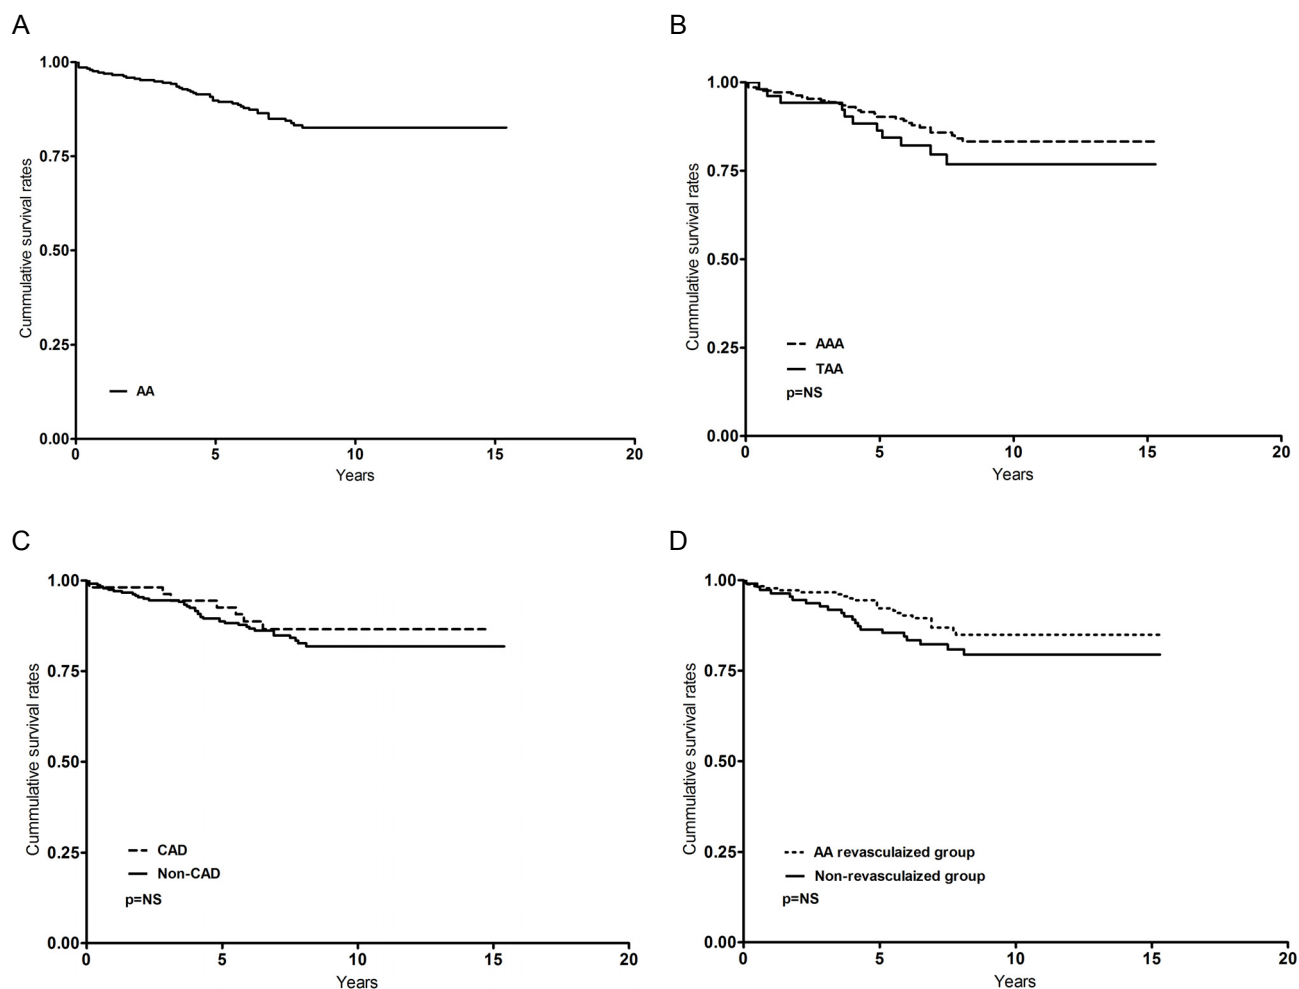 A
1.00
0.75
0.50
0.25
0.00
Cummulative survival rates
AA
0 5 10 15 20
Years
B
1.00
0.75
0.50
0.25
0.00
Cummulative survival rates
AAA
TAA
p=NS
0 5 10 15 20
Years
C
1.00
0.75
0.50
0.25
0.00
Cummulative survival rates
CAD
Non-CAD
p=NS
0 5 10 15 20
Years
D
1.00
0.75
0.50
0.25
0.00
Cummulative survival rates
AA revasculaized group
Non-revasculaized group
p=NS
0 5 10 15 20
Years